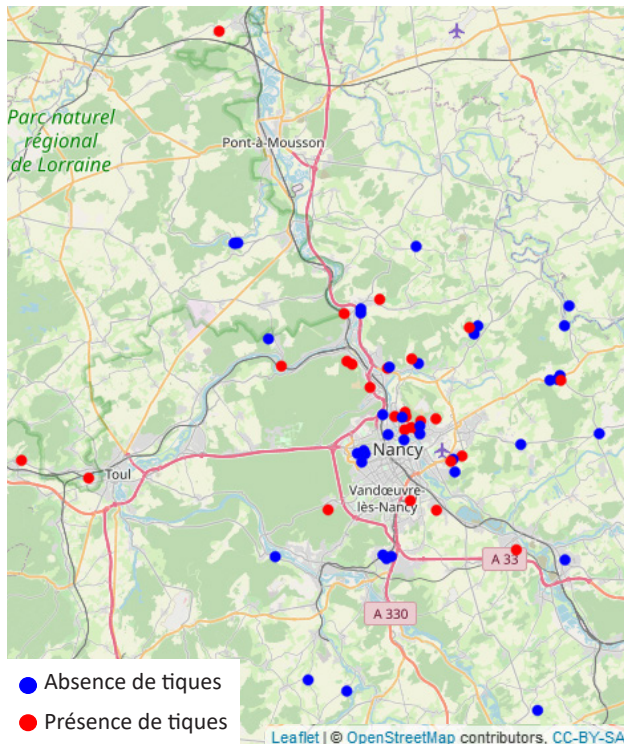 Parc naturel
régional
de Lorraine
Pont-à-Mousson
Toul
Nancy
Vandœuvre-
lès-Nancy
A 33
A 330
Absence de tiques
Présence de tiques
Leaflet | © OpenStreetMap contributors, CC-BY-SA